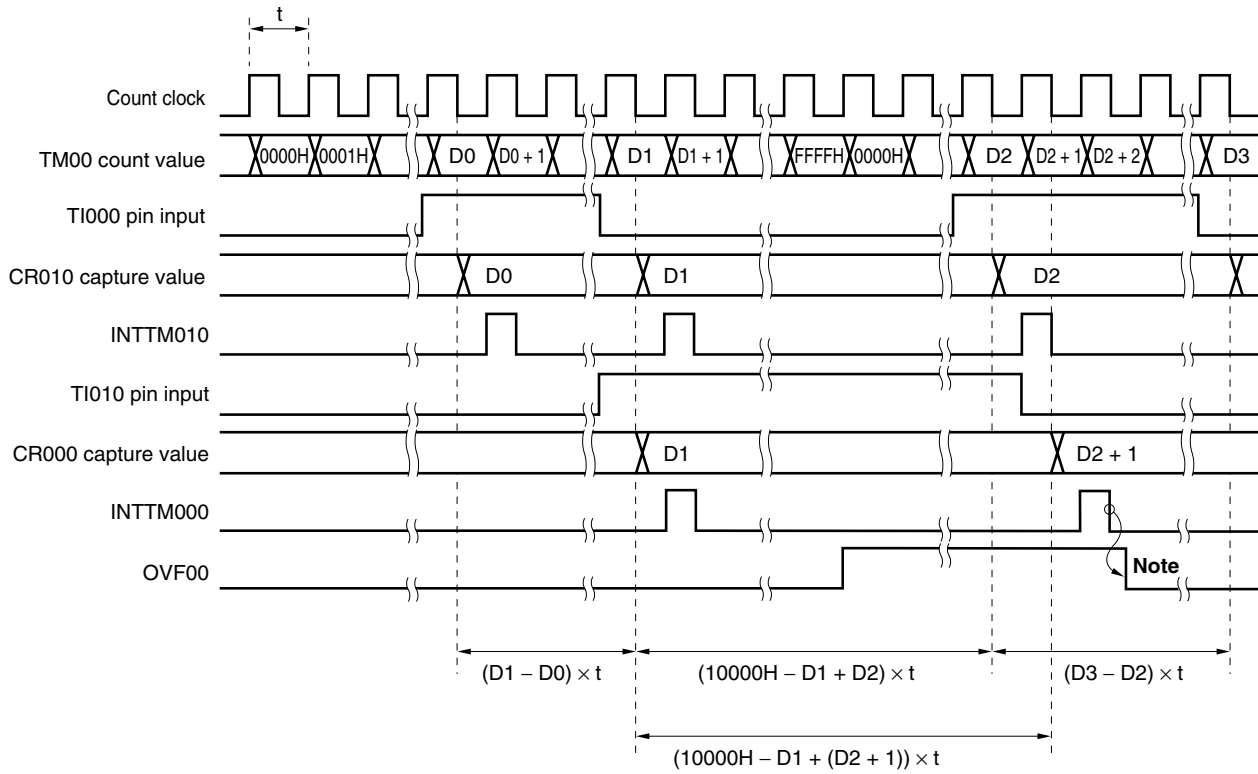 t
Count clock
TM00 count value 0000H 0001H D0 D0 + 1 D1 D1 + 1 FFFFH 0000H D2 D2 + 1 D2 + 2 D3
TI000 pin input
CR010 capture value D0 D1 D2
INTTM010
TI010 pin input
CR000 capture value D1 D2 + 1
INTTM000
OVF00 Note
(D1 – D0) × t (10000H – D1 + D2) × t (D3 – D2) × t
(10000H – D1 + (D2 + 1)) × t